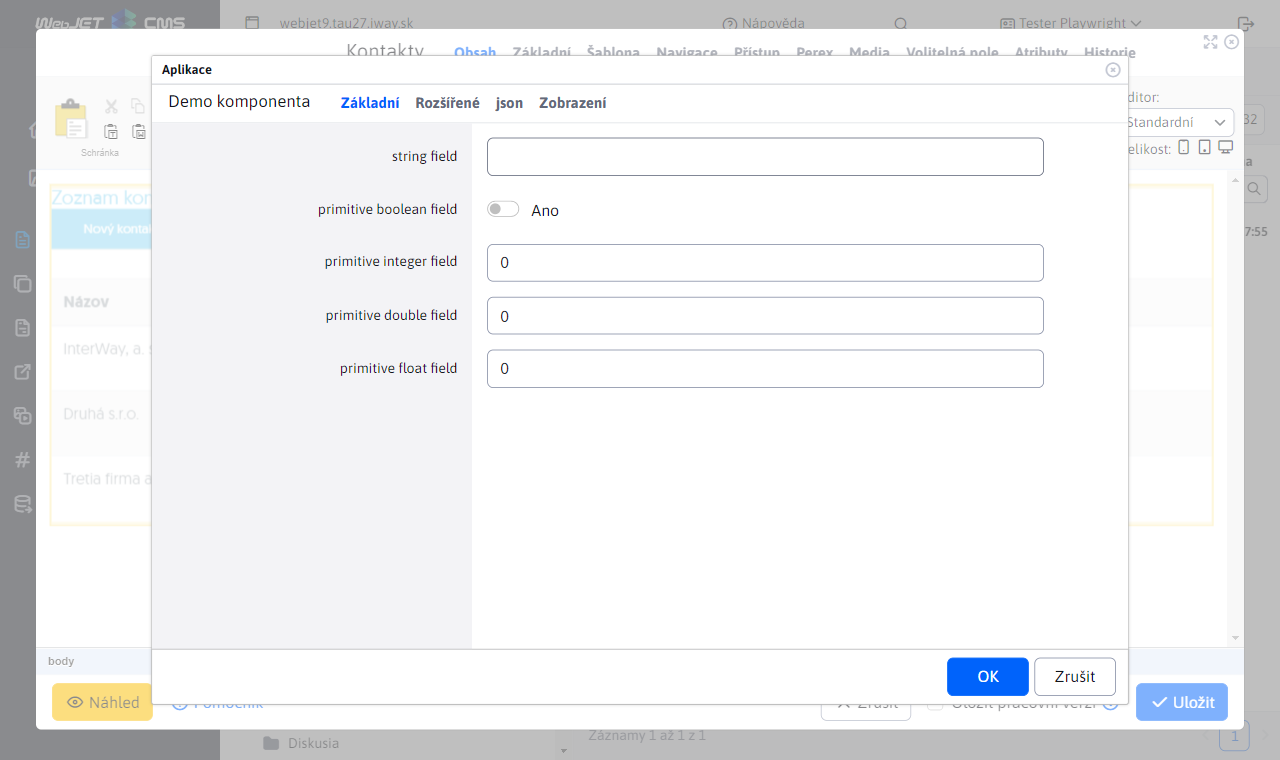 WebJET CMS
webjet9.tau27.iway.sk
Nápověda
Tester Playwright
Kontakty
Obsah
Základní
Šablona
Navigace
Přístup
Perex
Media
Volitelná pole
Atributy
Historie
Aplikace
Demo komponenta
Základní
Rozšířené
json
Zobrazení
ditor:
Standardní
elikost:
Schránka
32
7:55
string field
primitive boolean field
Ano
primitive integer field
0
primitive double field
0
primitive float field
0
Zoznam kon
Nový kontak
Názov
InterWay, a. s
Druhá s.r.o.
Tretia firma a
OK
Zrušit
body
Náhled
Pomocník
Zrušit
Uložit pracovní verzi
Uložit
Diskusia
Záznamy 1 až 1 z 1
1